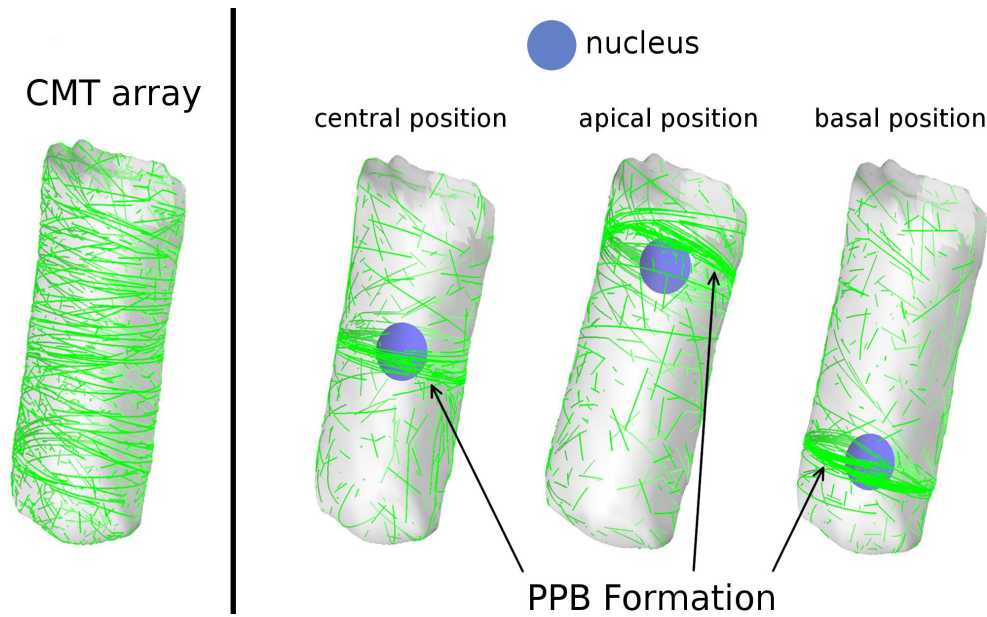 nucleus
CMT array
central position
apical position
basal position
PPB Formation